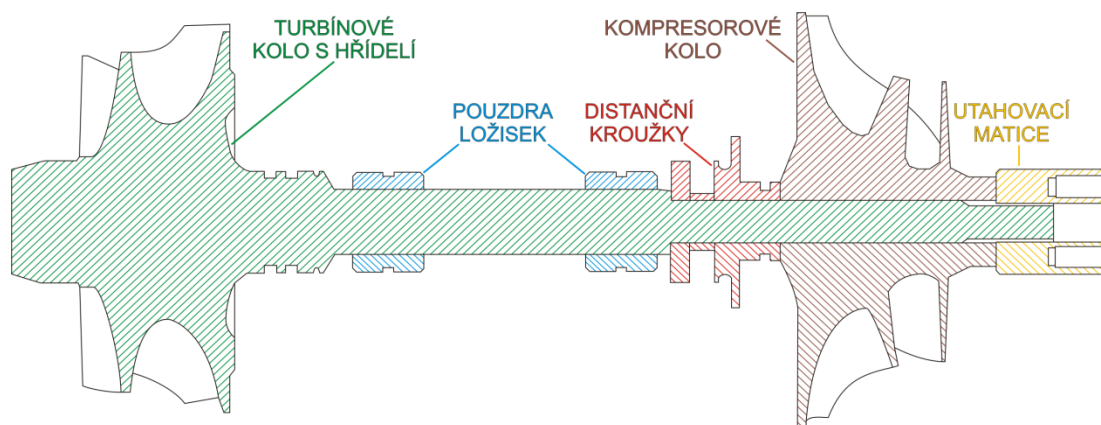 TURBÍNOVÉ
KOLO S HŘÍDELÍ
POUZDRA
LOŽISEK
DISTANČNÍ
KROUŽKY
KOMPRESOROVÉ
KOLO
UTAHOVACÍ
MATICE